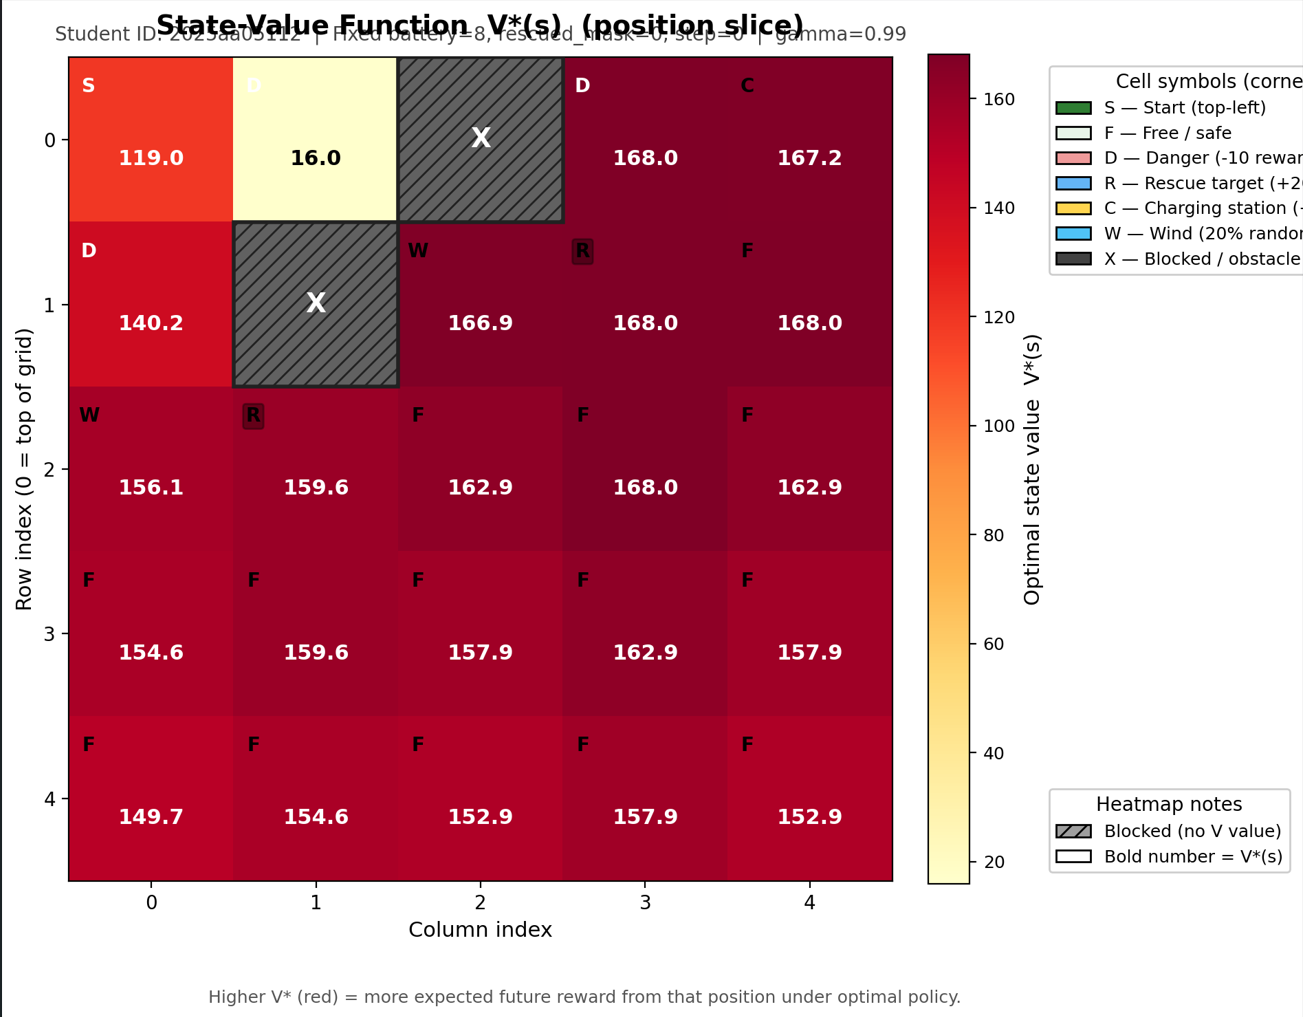 State-Value Function V*(s) (position slice)
Student ID: 2025aa05112 | Fixed battery=8, rescued_mask=0, step=0 | gamma=0.99
S D X D C
0 119.0 16.0 168.0 167.2
D X W R F
1 140.2 166.9 168.0 168.0
W R F F F
2 156.1 159.6 162.9 168.0 162.9
F F F F F
3 154.6 159.6 157.9 162.9 157.9
F F F F F
4 149.7 154.6 152.9 157.9 152.9
0 1 2 3 4
Column index
Row index (0 = top of grid)
160
140
120
100
80
60
40
20
Optimal state value V*(s)
Cell symbols (corne
S — Start (top-left)
F — Free / safe
D — Danger (-10 rewar
R — Rescue target (+20
C — Charging station (+
W — Wind (20% randor
X — Blocked / obstacle
Heatmap notes
Blocked (no V value)
Bold number = V*(s)
Higher V* (red) = more expected future reward from that position under optimal policy.